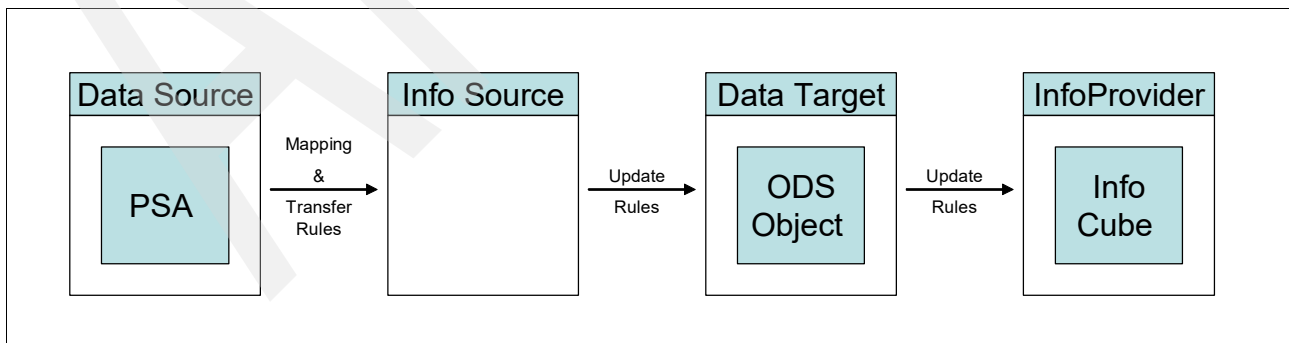 Data Source
PSA
Mapping
&
Transfer
Rules
Info Source
Update
Rules
Data Target
ODS
Object
Update
Rules
InfoProvider
Info
Cube